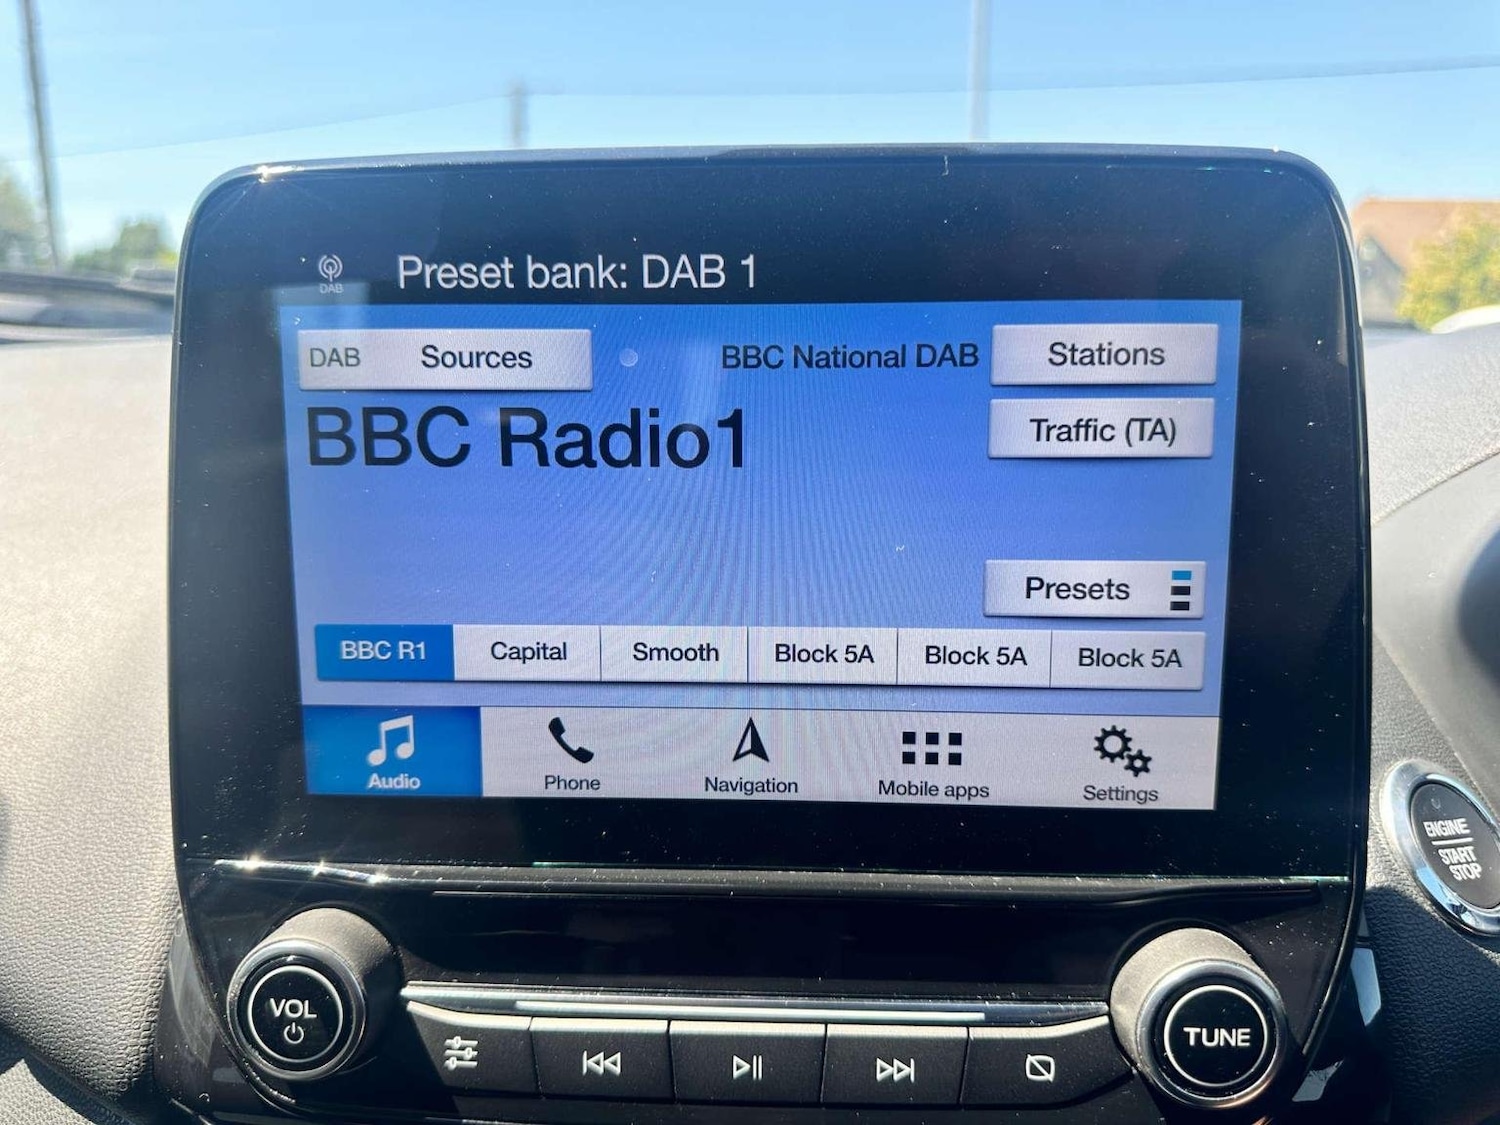 DAB
Preset bank: DAB 1
DAB Sources
BBC National DAB
Stations
BBC Radio1
Traffic (TA)
Presets
BBC R1
Capital
Smooth
Block 5A
Block 5A
Block 5A
Audio
Phone
Navigation
Mobile apps
Settings
ENGINE
START
STOP
VOL
TUNE